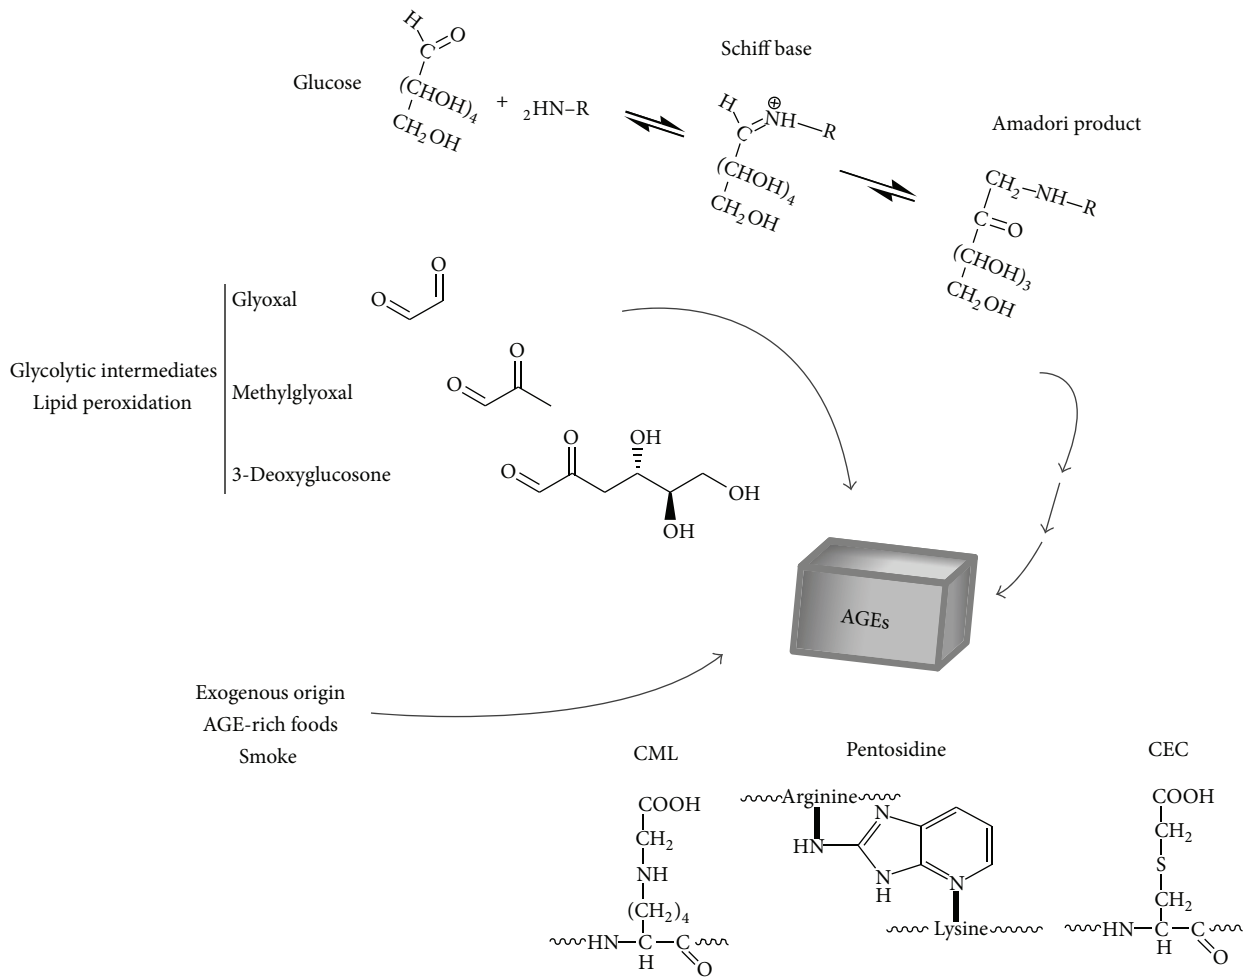 Schiff base
Glucose
H
C
O
(CHOH)4
CH2OH
+
2HN–R
H
⊕
NH
R
C
(CHOH)4
CH2OH
Amadori product
CH2
NH
R
C
O
(CHOH)3
CH2OH
Glyoxal
O
O
Glycolytic intermediates
Lipid peroxidation
Methylglyoxal
O
O
3-Deoxyglucosone
O
O
OH
OH
OH
AGEs
Exogenous origin
AGE-rich foods
Smoke
CML
COOH
CH2
NH
(CH2)4
HN
C
C
H
O
Pentosidine
Arginine
HN
N
N
H
N
Lysine
CEC
COOH
CH2
S
CH2
HN
C
C
H
O